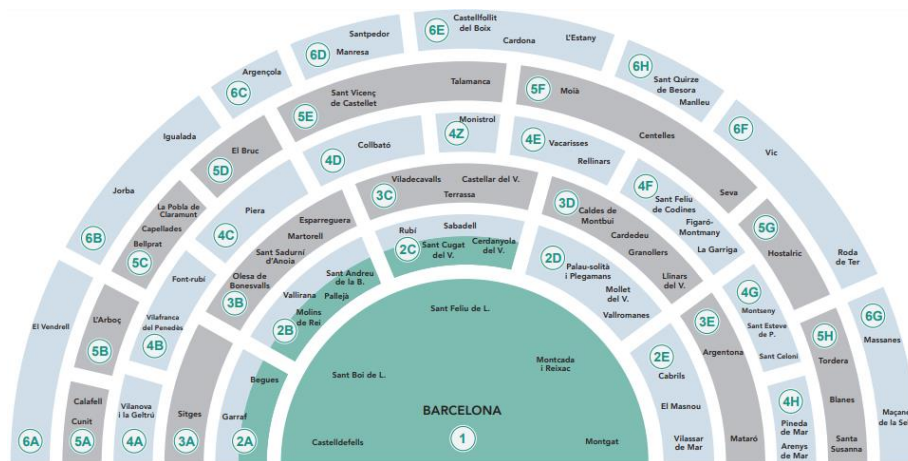 6E
Castellfollit
del Boix
Cardona
L'Estany
6D
Santpedor
Manresa
6H
Sant Quirze
de Besora
Manlleu
6C
Argençola
5E
Sant Vicenç
de Castellet
Talamanca
5F
Moià
Centelles
Seva
6F
Vic
Roda
de Ter
Igualada
Jorba
6B
5D
El Bruc
4D
Collbató
4Z
Monistrol
4E
Vacarisses
Rellinars
4F
Sant Feliu
de Codines
Figaró-
Montmany
La Garriga
5G
Hostalric
La Pobla de
Claramunt
Capellades
Bellprat
5C
4C
Piera
3C
Viladecavalls
Castellar del V.
Terrassa
3D
Caldes de
Montbui
Cardedeu
Granollers
Llinars
del V.
Esparreguera
Martorell
Sant Sadurní
d'Anoia
Olesa de
Bonesvalls
3B
Rubí
Sabadell
2C
Sant Cugat
del V.
Cerdanyola
del V.
2D
Palau-solità
i Plegamans
Mollet
del V.
Vallromanes
Font-rubí
Vilafranca
del Penedès
4B
Sant Andreu
de la B.
Vallirana
Pallejà
Molins
de Rei
2B
4G
Montseny
Sant Esteve
de P.
Sant Celoni
6G
Massanes
Maçane
de la Sel
El Vendrell
6A
L'Arboç
5B
Sant Feliu de L.
3E
Argentona
Mataró
5H
Tordera
Blanes
Santa
Susanna
Calafell
Cunit
5A
Vilanova
i la Geltrú
4A
Sitges
3A
Begues
Garraf
2A
Sant Boi de L.
Montcada
i Reixac
2E
Cabrils
El Masnou
Vilassar
de Mar
4H
Pineda
de Mar
Arenys
de Mar
BARCELONA
1
Castelldefells
Montgat